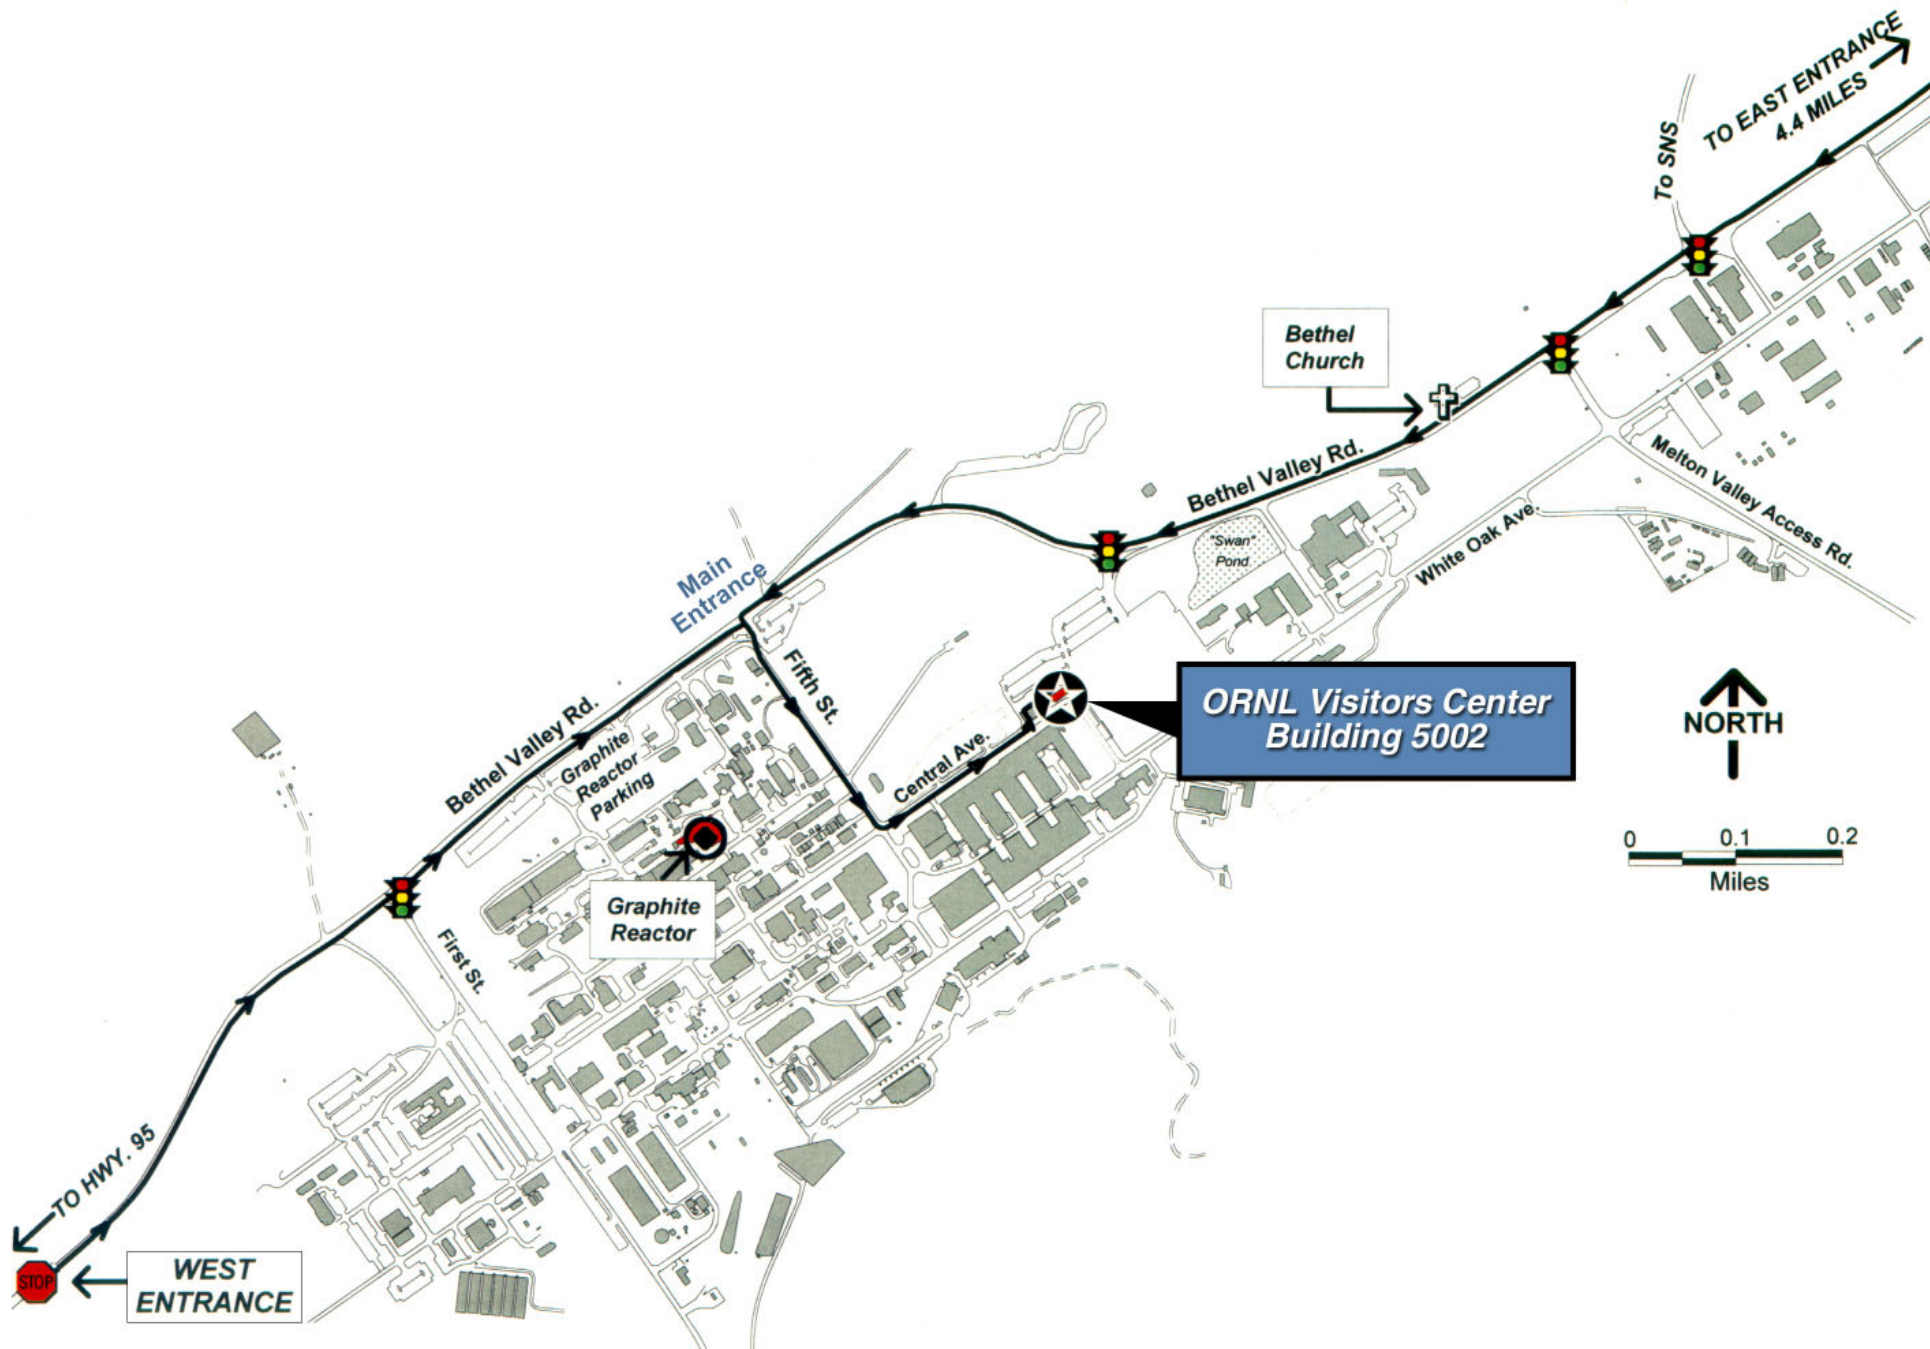 TO EAST ENTRANCE
4.4 MILES
To SNS
Bethel
Church
Bethel Valley Rd.
Melton Valley Access Rd.
White Oak Ave.
"Swan"
Pond
Main
Entrance
Fifth St.
ORNL Visitors Center
Building 5002
NORTH
Bethel Valley Rd.
Graphite
Reactor
Parking
Central Ave.
0 0.1 0.2
Miles
Graphite
Reactor
First St.
TO HWY. 95
STOP
WEST
ENTRANCE